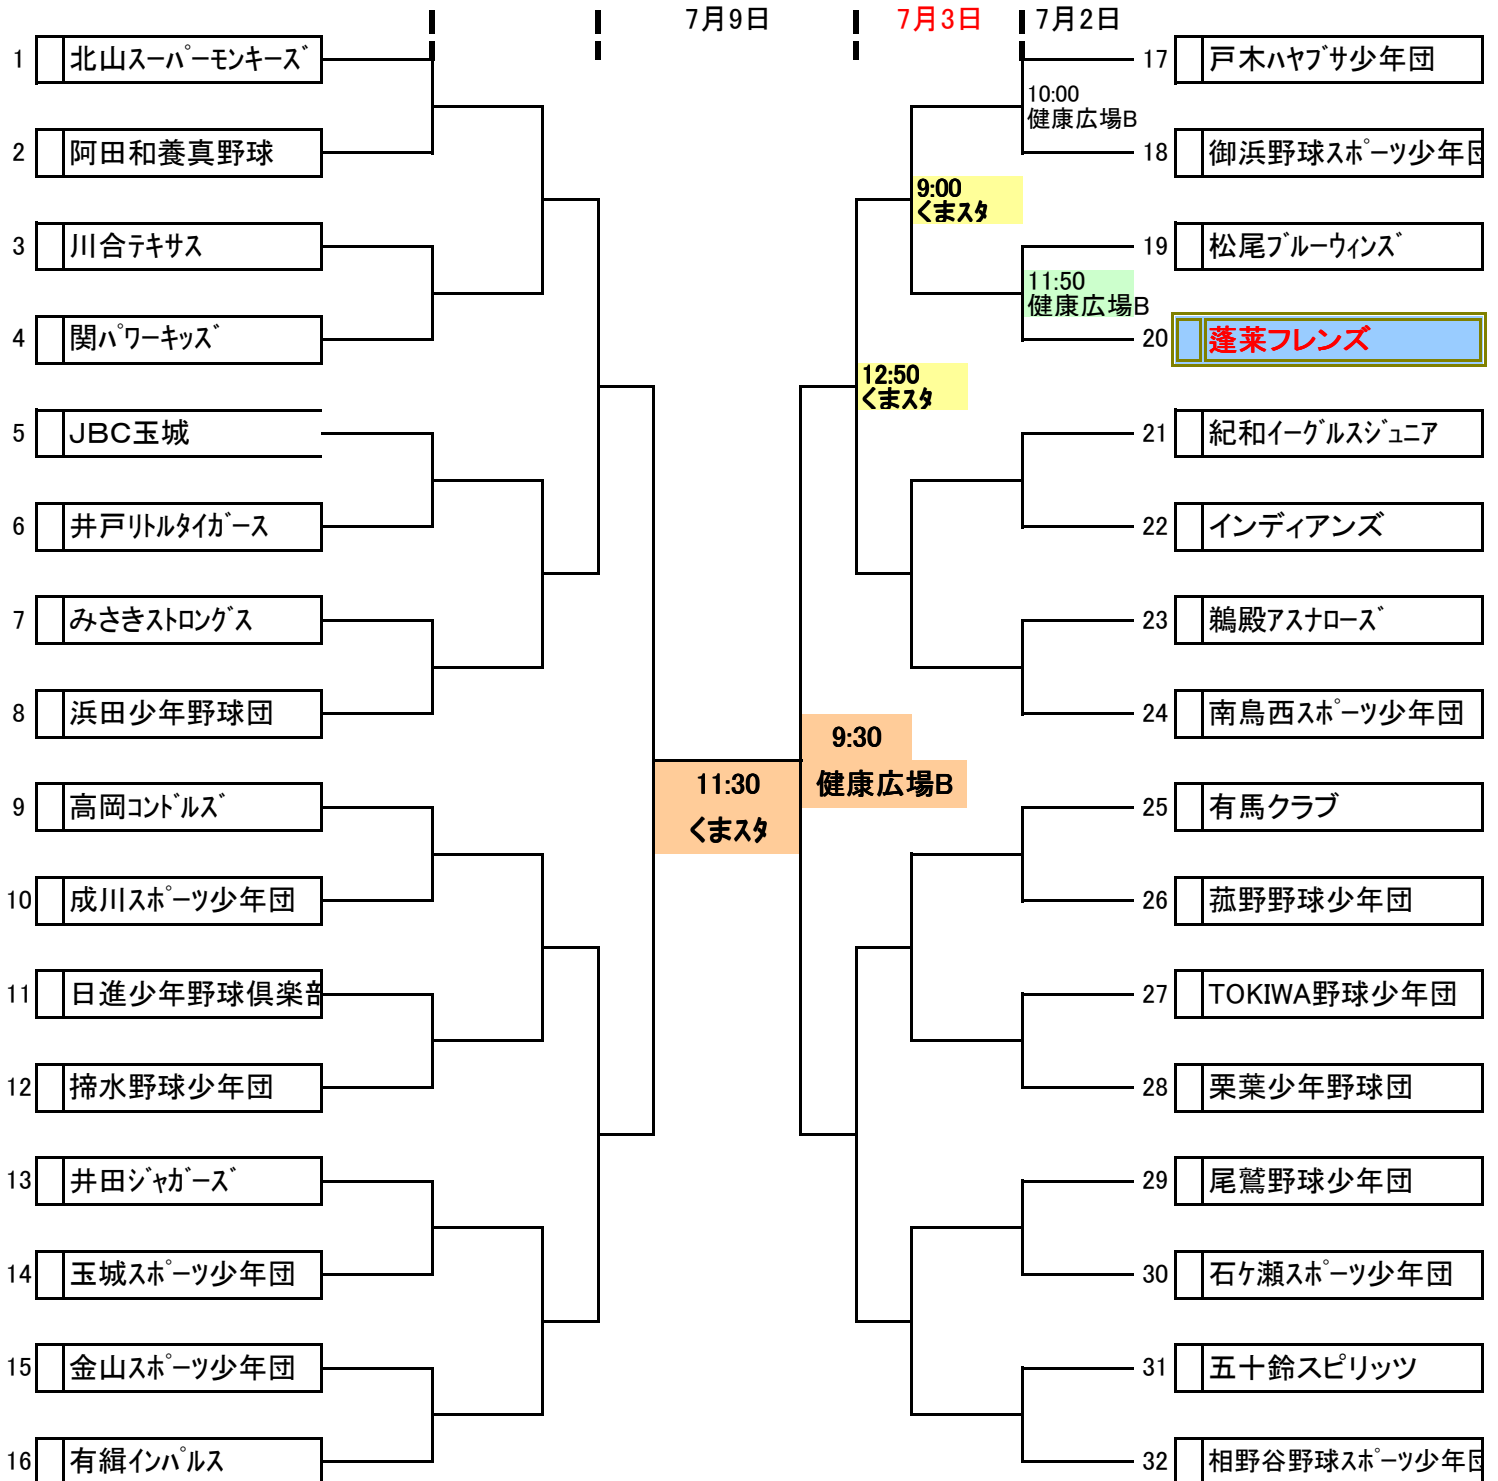 7月9日
7月3日
7月2日
1 北山スーパーモンキーズ
2 阿田和養真野球
3 川合テキサス
4 関パワーキッズ
5 JBC玉城
6 井戸リトルタイガース
7 みさきストロングス
8 浜田少年野球団
9 高岡コンドルズ
10 成川スポーツ少年団
11 日進少年野球倶楽部
12 揥水野球少年団
13 井田ジャガーズ
14 玉城スポーツ少年団
15 金山スポーツ少年団
16 有緝インパルス
11:30
くまスタ
9:30
健康広場B
12:50
くまスタ
9:00
くまスタ
10:00
健康広場B
11:50
健康広場B
17 戸木ハヤブサ少年団
18 御浜野球スポーツ少年団
19 松尾ブルーウィンズ
20 蓬莱フレンズ
21 紀和イーグルスジュニア
22 インディアンズ
23 鵜殿アスナローズ
24 南鳥西スポーツ少年団
25 有馬クラブ
26 菰野野球少年団
27 TOKIWA野球少年団
28 栗葉少年野球団
29 尾鷲野球少年団
30 石ケ瀬スポーツ少年団
31 五十鈴スピリッツ
32 相野谷野球スポーツ少年団